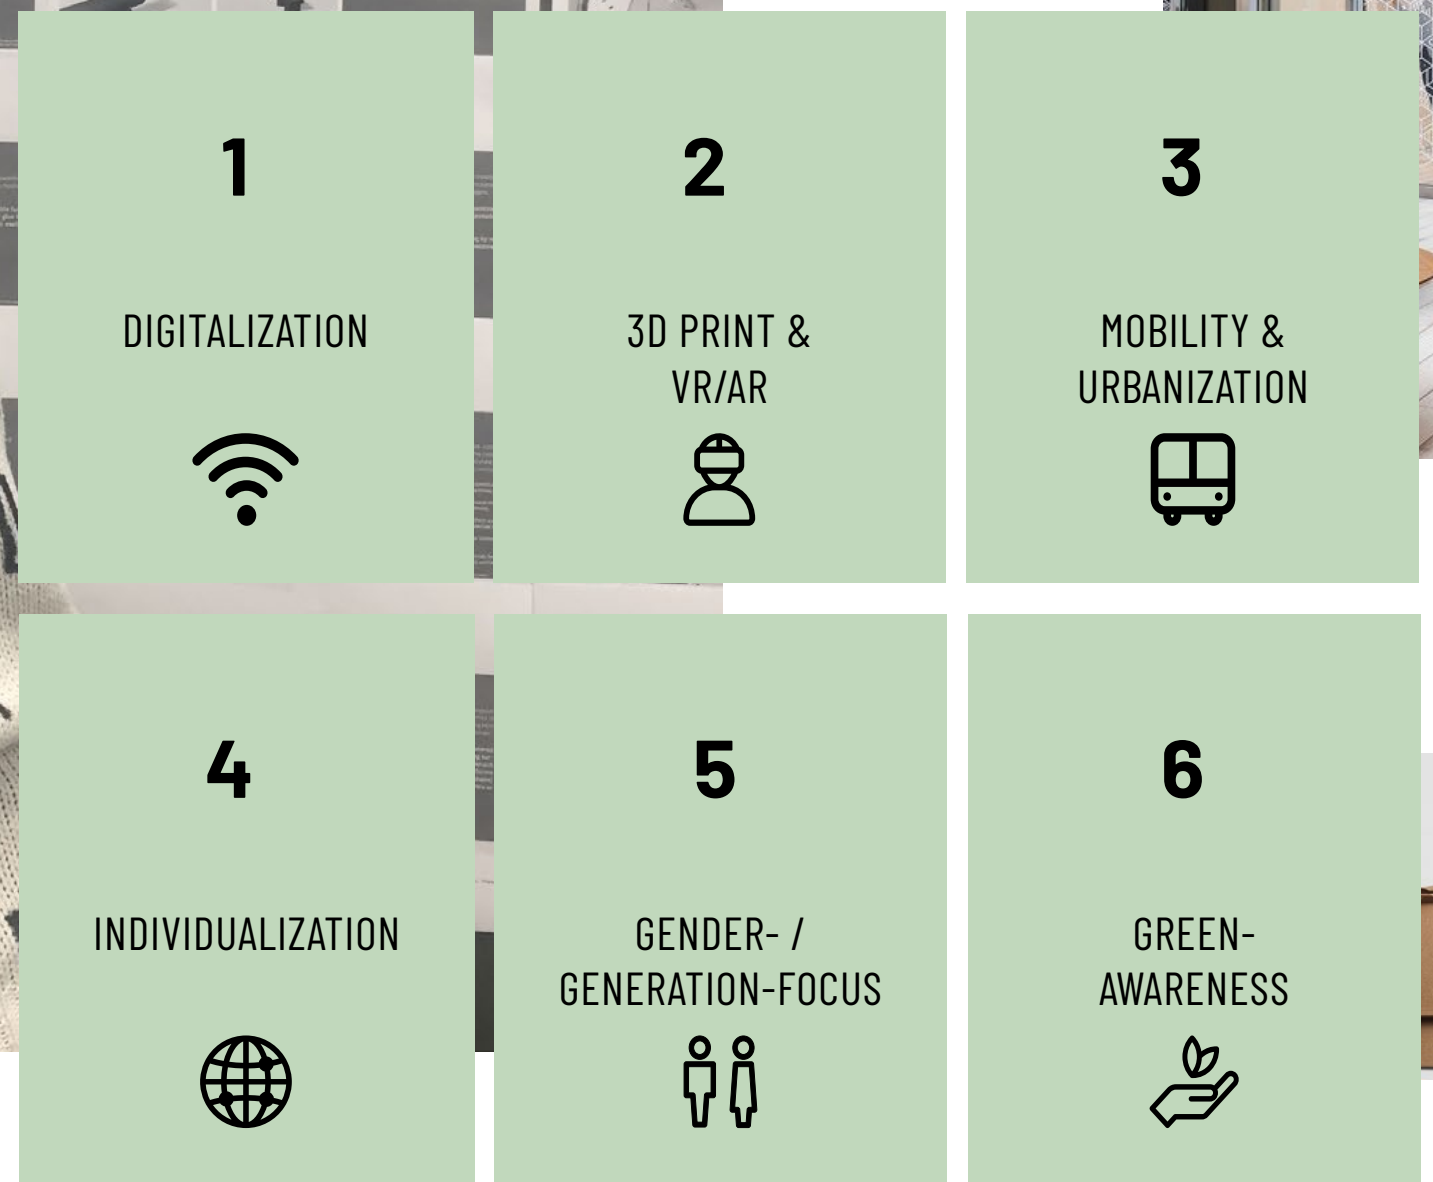 1
2
3
DIGITALIZATION
3D PRINT &
VR/AR
MOBILITY &
URBANIZATION
4
5
6
INDIVIDUALIZATION
GENDER- /
GENERATION-FOCUS
GREEN-
AWARENESS